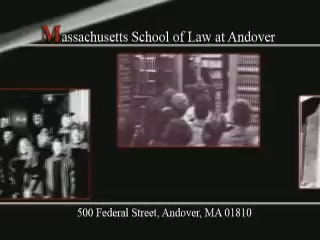 Massachusetts School of Law at Andover
500 Federal Street, Andover, MA 01810